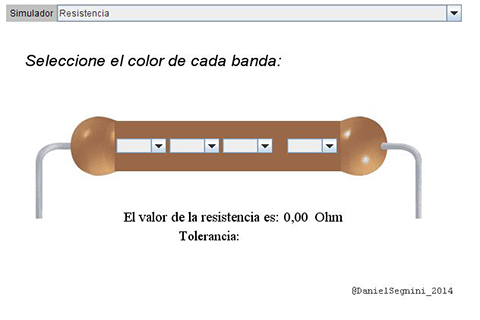 Simulador Resistencia
Seleccione el color de cada banda:
El valor de la resistencia es: 0,00 Ohm
Tolerancia:
@DanielSegnini_2014